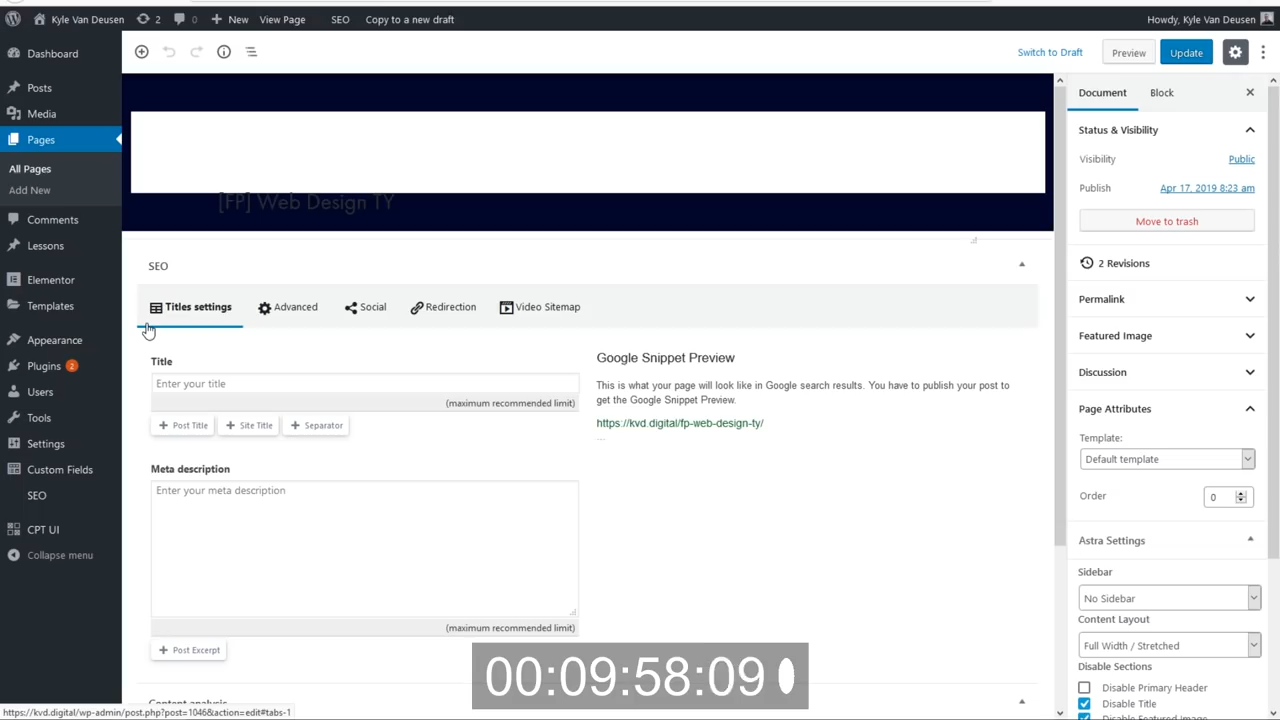 Kyle Van Deusen 2 0 + New View Page SEO Copy to a new draft Howdy, Kyle Van Deusen
Dashboard
Posts
Media
Pages
All Pages
Add New
Comments
Lessons
Elementor
Templates
Appearance
Plugins 2
Users
Tools
Settings
Custom Fields
SEO
CPT UI
Collapse menu
Switch to Draft Preview Update
[FP] Web Design TY
SEO
Titles settings Advanced Social Redirection Video Sitemap
Title
Enter your title
(maximum recommended limit)
+ Post Title + Site Title + Separator
Meta description
Enter your meta description
(maximum recommended limit)
+ Post Excerpt
Google Snippet Preview
This is what your page will look like in Google search results. You have to publish your post to
get the Google Snippet Preview.
https://kvd.digital/fp-web-design-ty/
...
Content analysis
Document Block
Status & Visibility
Visibility Public
Publish Apr 17, 2019 8:23 am
Move to trash
2 Revisions
Permalink
Featured Image
Discussion
Page Attributes
Template:
Default template
Order 0
Astra Settings
Sidebar
No Sidebar
Content Layout
Full Width / Stretched
Disable Sections
Disable Primary Header
Disable Title
Disable Featured Image
00:09:58:09
https://kvd.digital/wp-admin/post.php?post=1046&action=edit#tabs-1